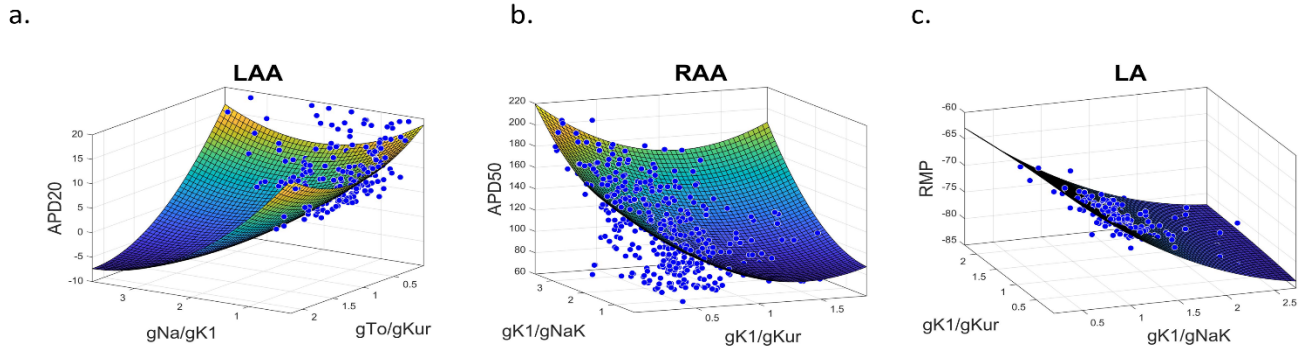 a.
b.
c.
LAA
RAA
LA
20
15
10
5
0
-5
-10
APD20
3
2
1
gNa/gK1
2
1.5
1
0.5
gTo/gKur
220
200
180
160
140
120
100
80
60
APD50
3
2
1
gK1/gNaK
0.5
1
1.5
gK1/gKur
-60
-65
-70
-75
-80
-85
RMP
2
1.5
1
0.5
gK1/gKur
0.5
1
1.5
2
2.5
gK1/gNaK